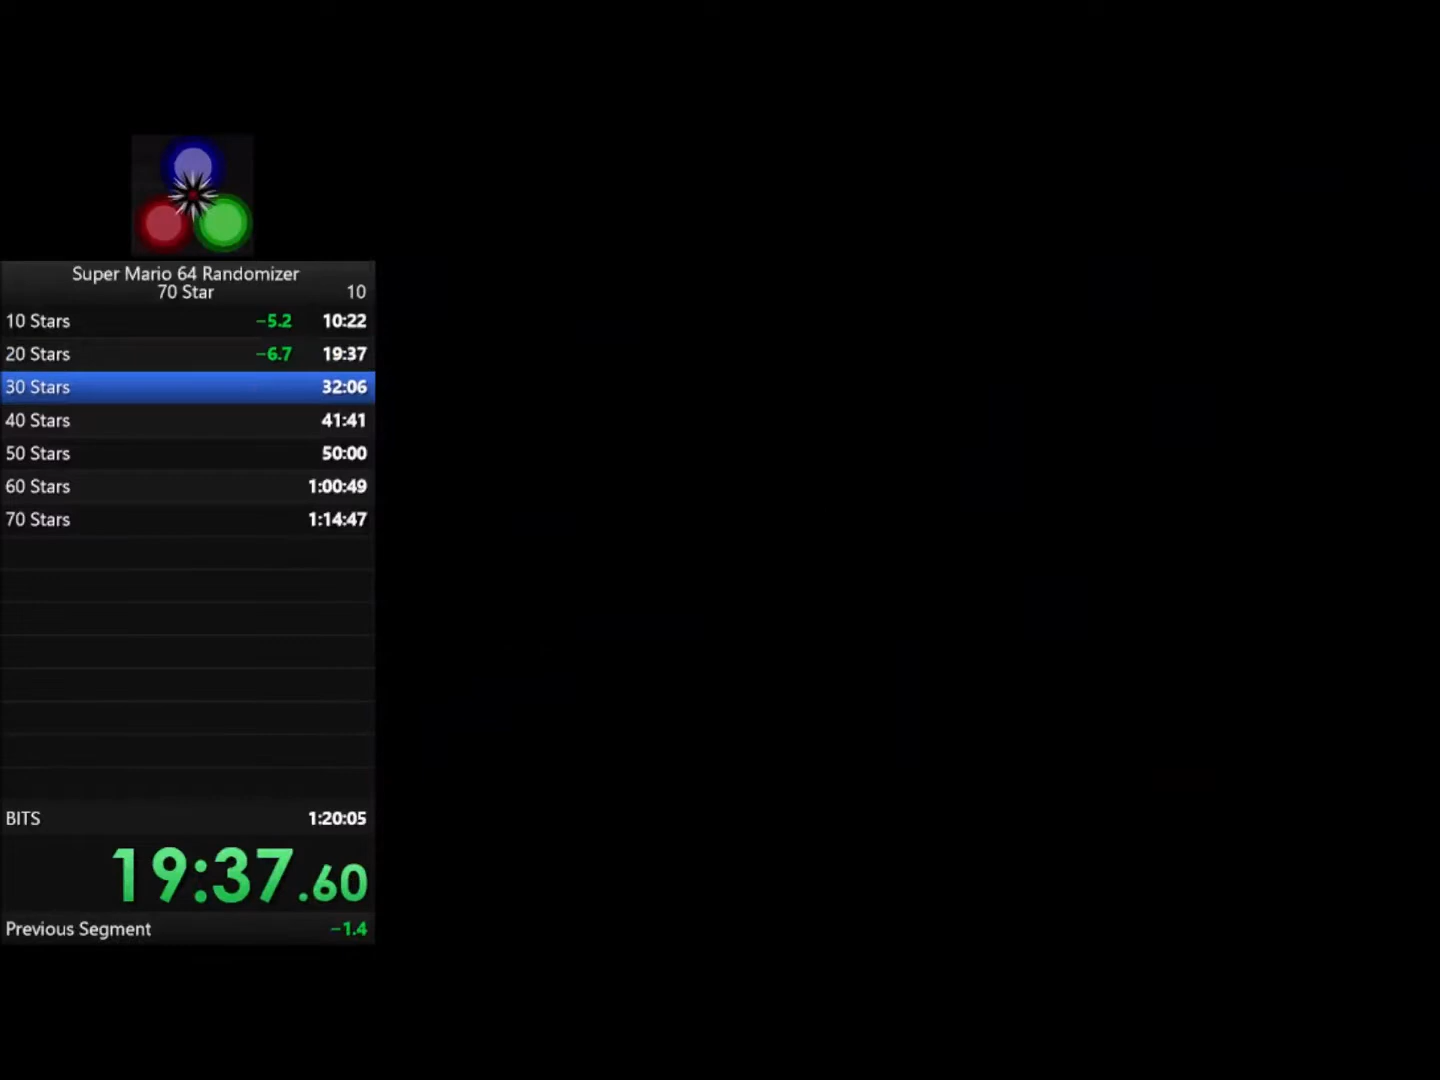 Super Mario 64 Randomizer
70 Star 10
10 Stars −5.2 10:22
20 Stars −6.7 19:37
30 Stars 32:06
40 Stars 41:41
50 Stars 50:00
60 Stars 1:00:49
70 Stars 1:14:47
BITS 1:20:05
19:37.60
Previous Segment −1.4